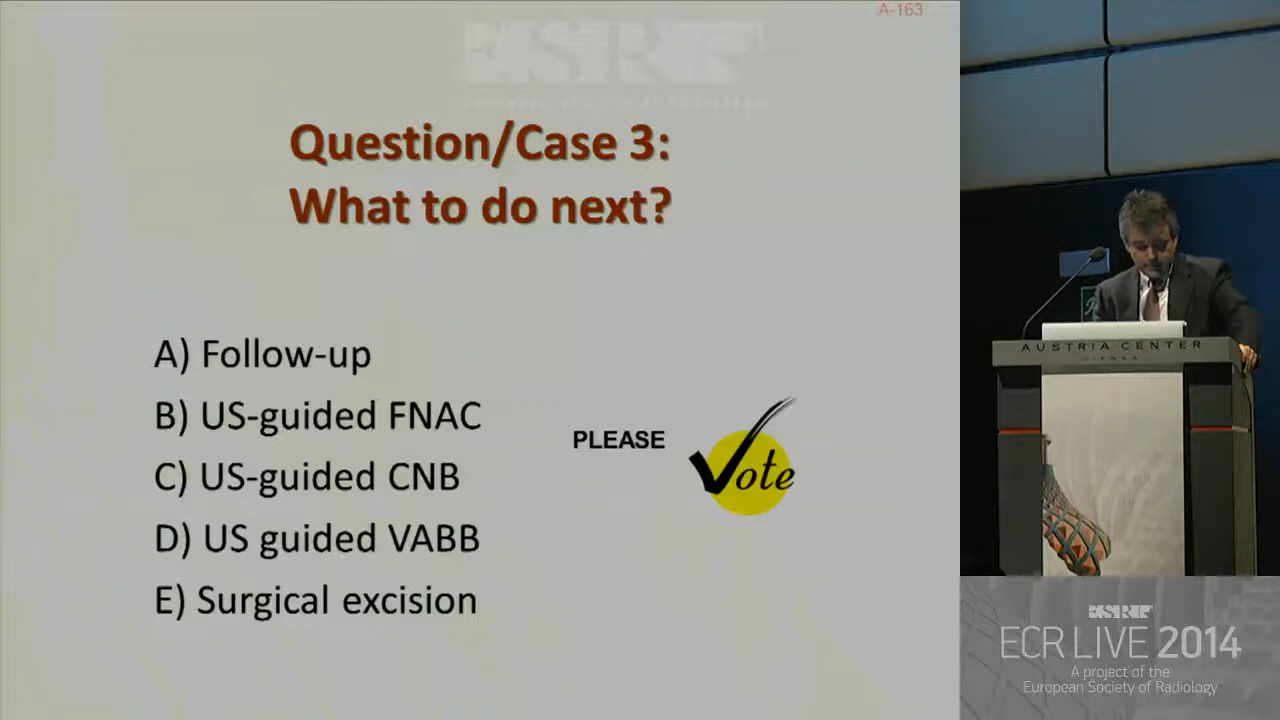 A-163
Question/Case 3:
What to do next?
A) Follow-up
B) US-guided FNAC
C) US-guided CNB
D) US guided VABB
E) Surgical excision
PLEASE
Vote
AUSTRIA CENTER
VIENNA
ECR LIVE 2014
A project of the
European Society of Radiology